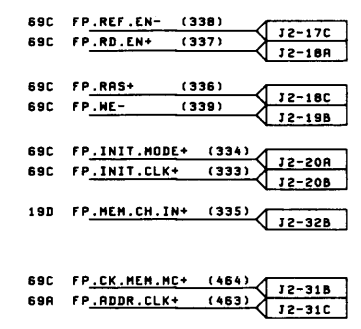 69C FP.REF.EN- (338) J2-17C
69C FP.RD.EN+ (337) J2-18A
69C FP.RAS+ (336) J2-18C
69C FP.WE- (339) J2-19B
69C FP.INIT.MODE+ (334) J2-20A
69C FP.INIT.CLK+ (333) J2-20B
19D FP.MEM.CH.IN+ (335) J2-32B
69C FP.CK.MEM.MC+ (464) J2-31B
69A FP.ADDR.CLK+ (463) J2-31C